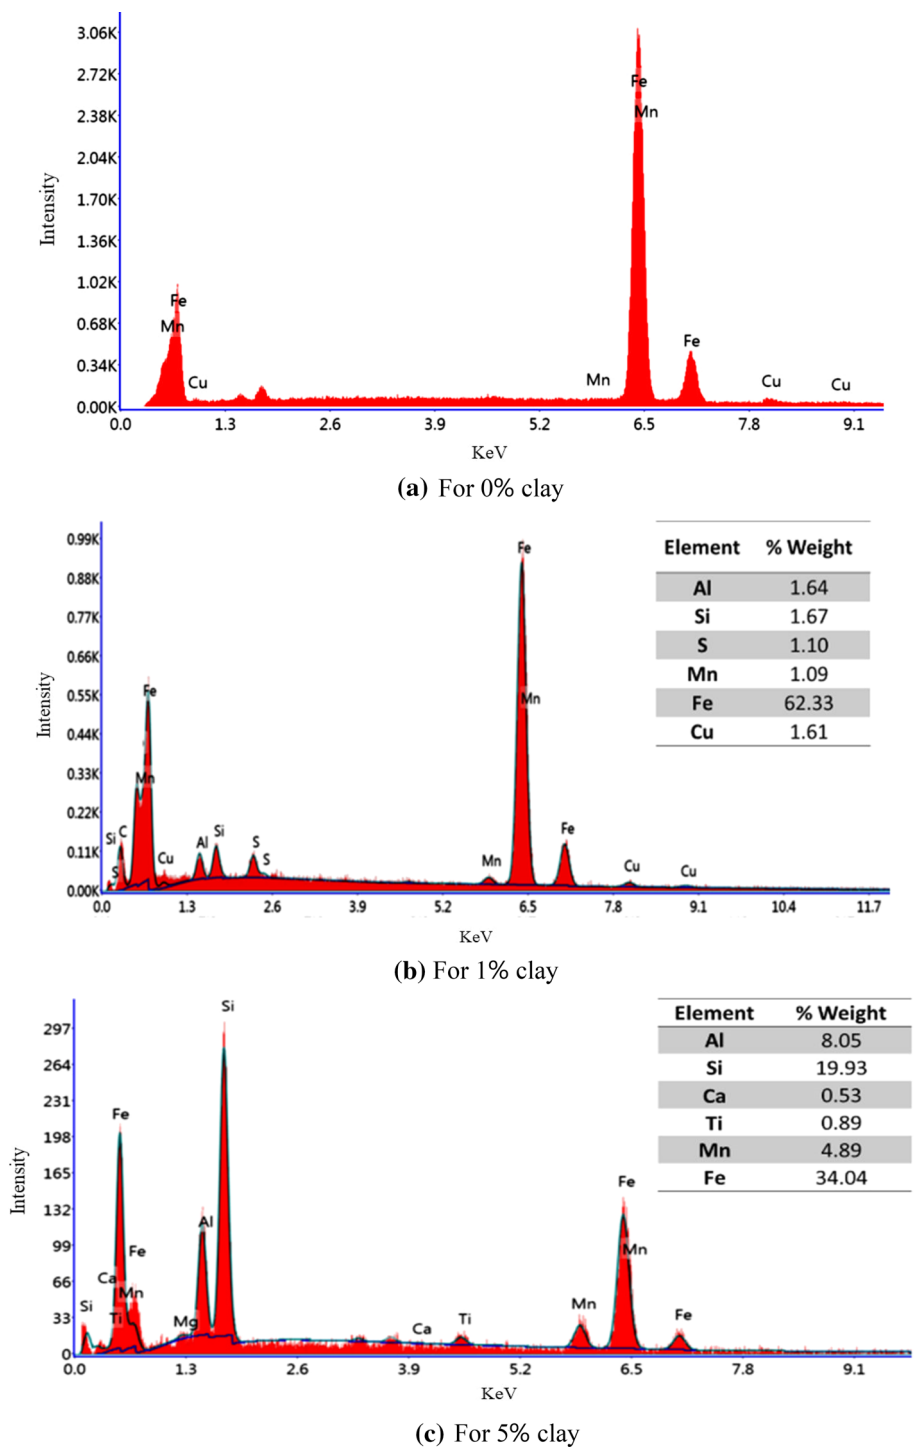 3.06K
2.72K
2.38K
2.04K
1.70K
1.36K
1.02K
0.68K
0.34K
0.00K
Intensity
Fe
Mn
Fe
Mn
Cu
Mn
Fe
Cu
Cu
0.0 1.3 2.6 3.9 5.2 6.5 7.8 9.1
KeV
(a) For 0% clay
0.99K
0.88K
0.77K
0.66K
0.55K
0.44K
0.33K
0.22K
0.11K
0.00K
Intensity
Fe
Mn
Fe
Mn
Si
C
S
Cu
Al
Si
S
S
Mn
Fe
Cu
Cu
Element % Weight
Al 1.64
Si 1.67
S 1.10
Mn 1.09
Fe 62.33
Cu 1.61
0.0 1.3 2.6 3.9 5.2 6.5 7.8 9.1 10.4 11.7
KeV
(b) For 1% clay
297
264
231
198
165
132
99
66
33
0
Intensity
Si
Fe
Al
Fe
Ca
Mn
Si
Ti
Mg
Ca
Ti
Mn
Fe
Mn
Fe
Element % Weight
Al 8.05
Si 19.93
Ca 0.53
Ti 0.89
Mn 4.89
Fe 34.04
0.0 1.3 2.6 3.9 5.2 6.5 7.8 9.1
KeV
(c) For 5% clay